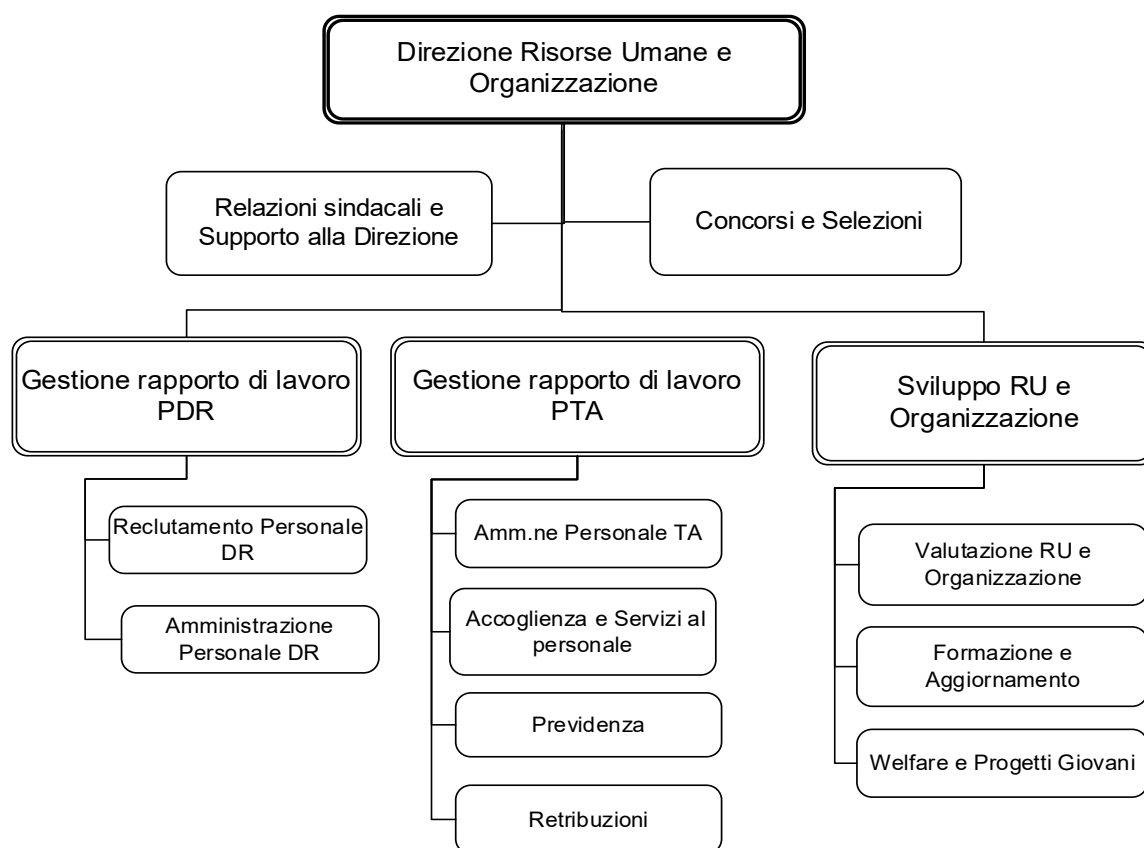 Direzione Risorse Umane e
Organizzazione
Relazioni sindacali e
Supporto alla Direzione
Concorsi e Selezioni
Gestione rapporto di lavoro
PDR
Gestione rapporto di lavoro
PTA
Sviluppo RU e
Organizzazione
Reclutamento Personale
DR
Amministrazione
Personale DR
Amm.ne Personale TA
Accoglienza e Servizi al
personale
Previdenza
Retribuzioni
Valutazione RU e
Organizzazione
Formazione e
Aggiornamento
Welfare e Progetti Giovani